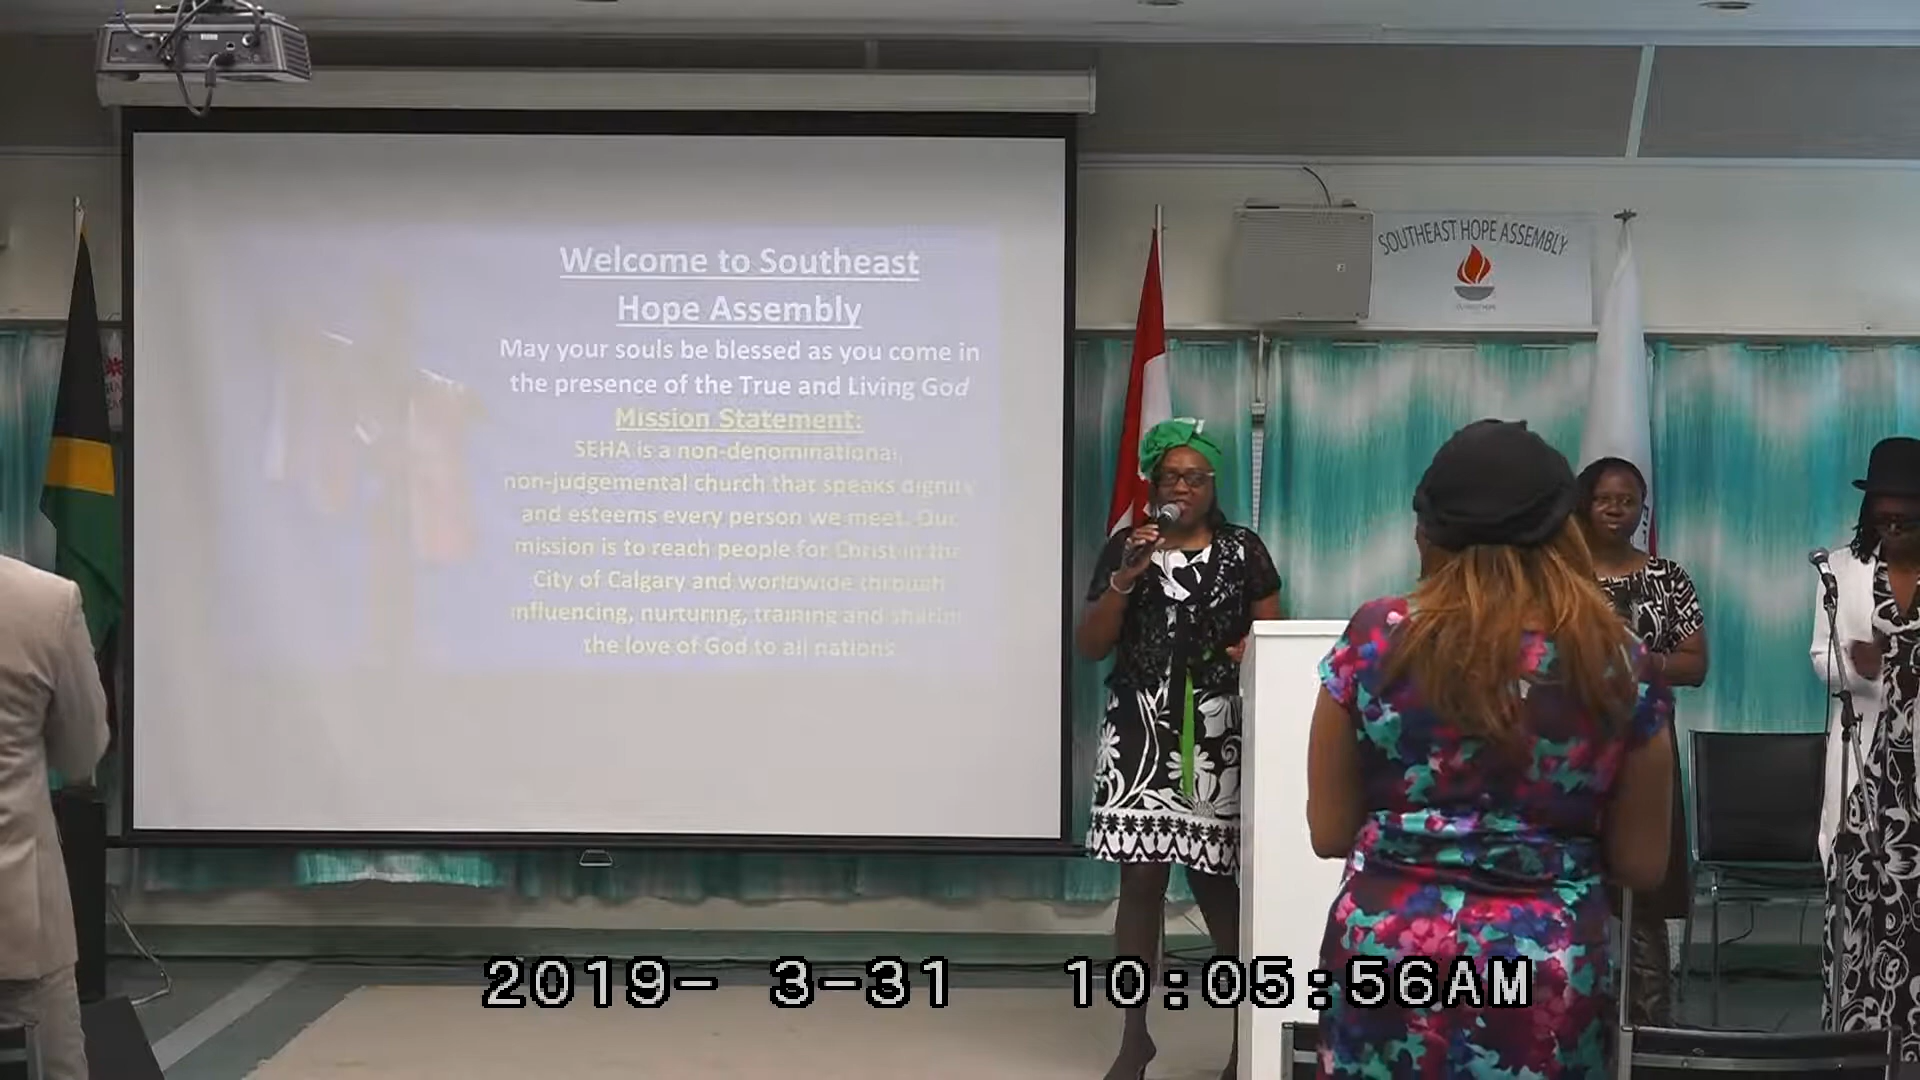 Welcome to Southeast
Hope Assembly
May your souls be blessed as you come in
the presence of the True and Living God
Mission Statement:
SEHA is a non-denominational,
non-judgemental church that speaks dignity
and esteems every person we meet. Our
mission is to reach people for Christ in the
City of Calgary and worldwide through
influencing, nurturing, training and sharing
the love of God to all nations
SOUTHEAST HOPE ASSEMBLY
2019- 3-31 10:05:56AM